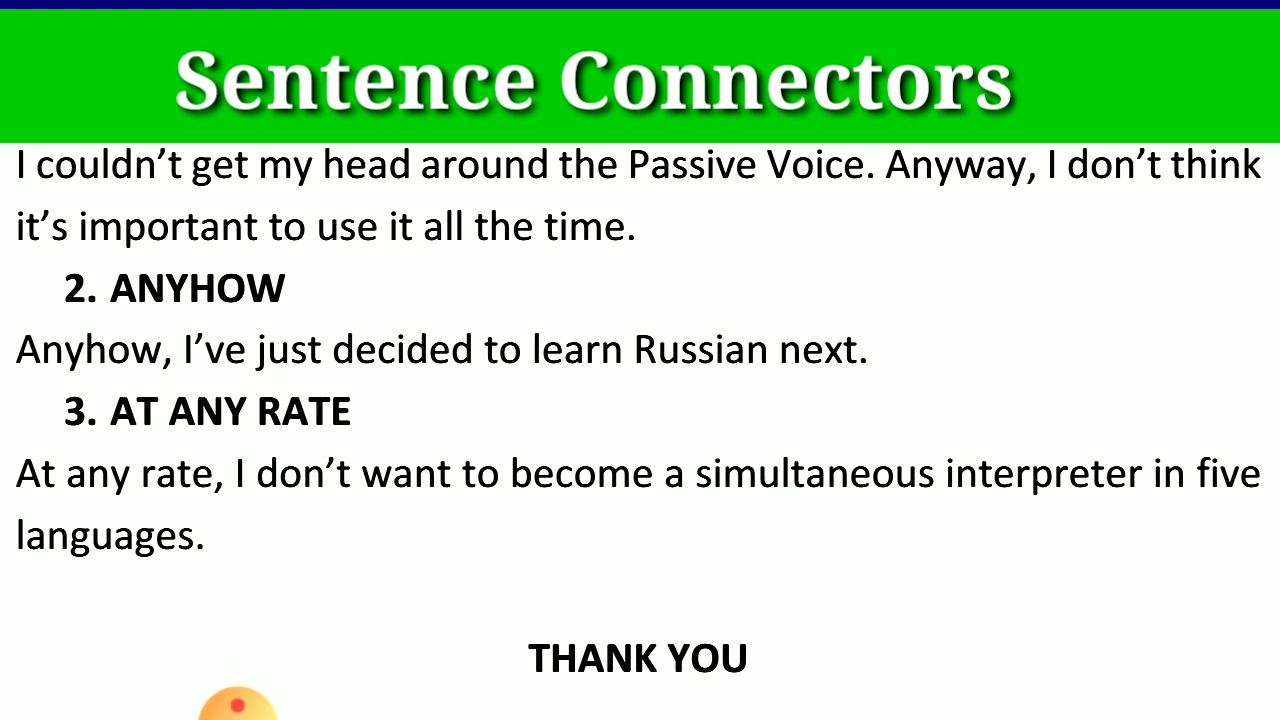 Sentence Connectors
I couldn’t get my head around the Passive Voice. Anyway, I don’t think
it’s important to use it all the time.
2. ANYHOW
Anyhow, I’ve just decided to learn Russian next.
3. AT ANY RATE
At any rate, I don’t want to become a simultaneous interpreter in five
languages.
THANK YOU